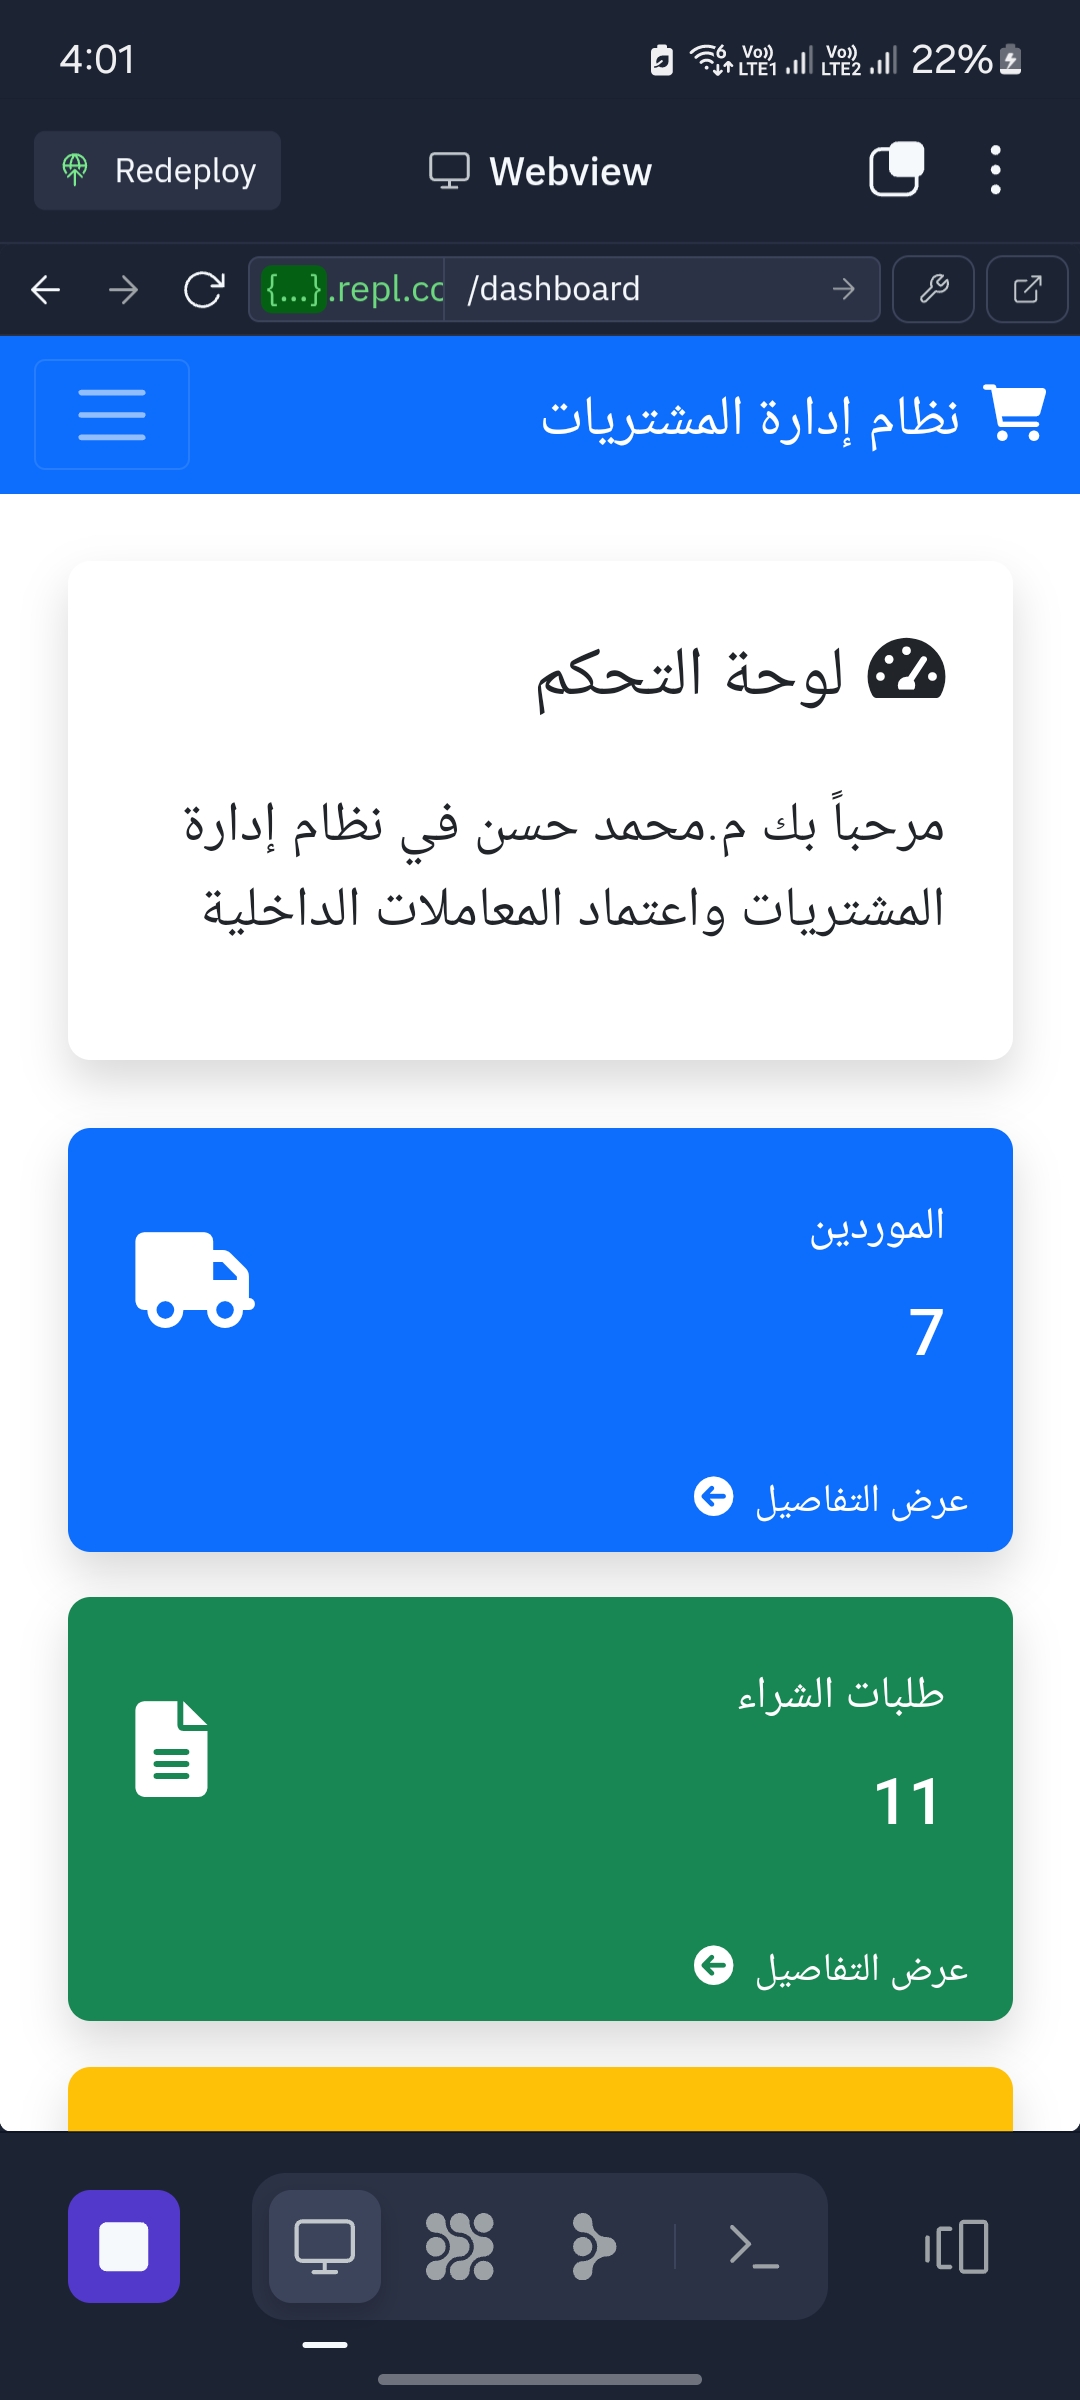 4:01
6 Vo)) LTE1 Vo)) LTE2 22%
Redeploy
Webview
{...}.repl.co /dashboard
نظام إدارة المشتريات
لوحة التحكم
مرحباً بك م.محمد حسن في نظام إدارة
المشتريات واعتماد المعاملات الداخلية
الموردين
7
عرض التفاصيل
طلبات الشراء
11
عرض التفاصيل